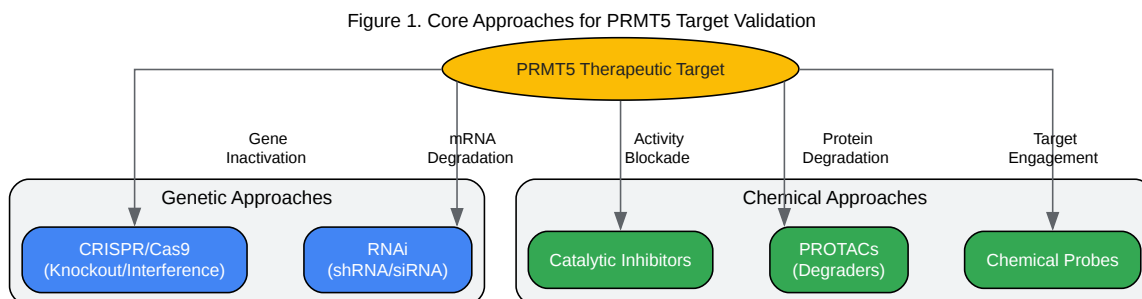 Figure 1. Core Approaches for PRMT5 Target Validation
PRMT5 Therapeutic Target
Gene
Inactivation
mRNA
Degradation
Activity
Blockade
Protein
Degradation
Target
Engagement
Genetic Approaches
CRISPR/Cas9
(Knockout/Interference)
RNAi
(shRNA/siRNA)
Chemical Approaches
Catalytic Inhibitors
PROTACs
(Degraders)
Chemical Probes